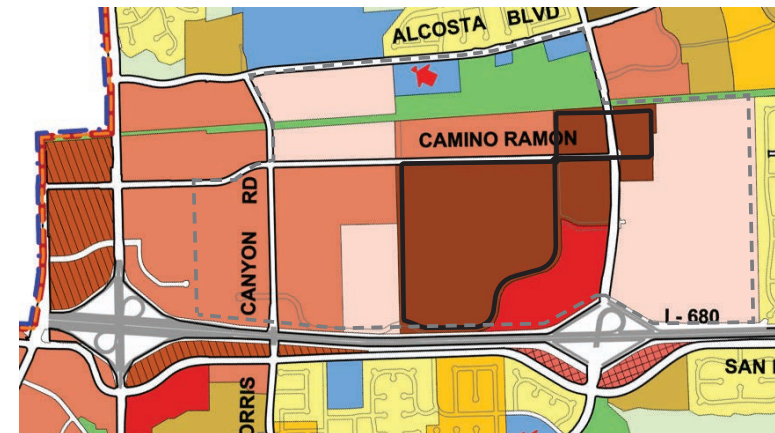 ALCOSTA BLVD
CAMINO RAMON
CANYON RD
I - 680
SAN
ORRIS